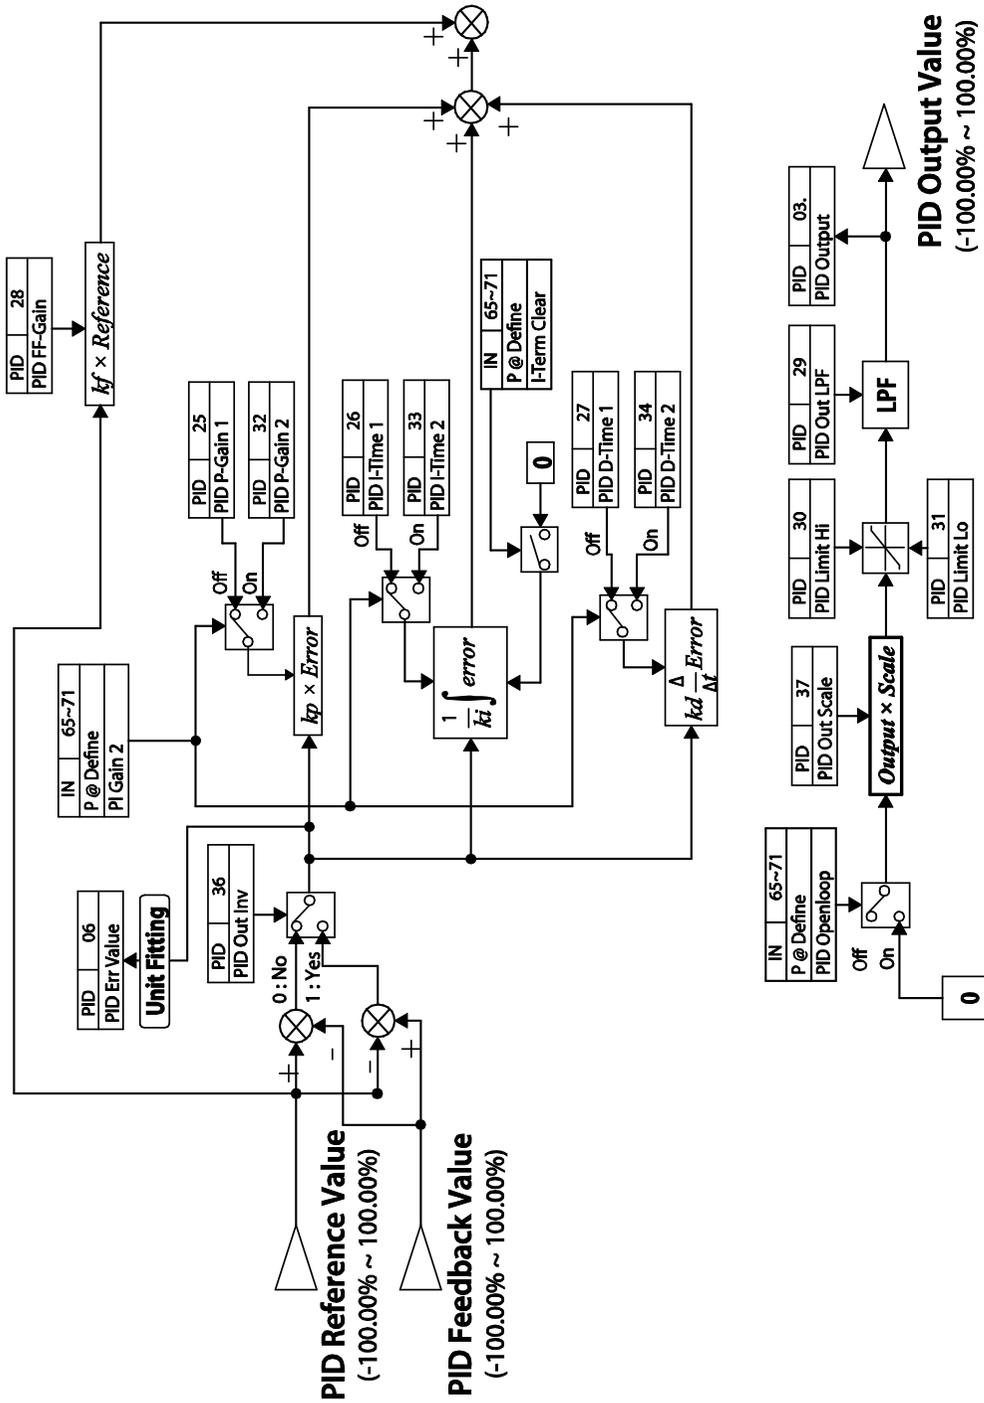 PID 28
PID FF-Gain
kf × Reference
IN 65~71
P @ Define
PI Gain 2
PID 25
PID P-Gain 1
PID 32
PID P-Gain 2
Off
On
kp × Error
PID 06
PID Err Value
Unit Fitting
PID 36
PID Out Inv
0 : No
1 : Yes
+
-
-
+
PID Reference Value
(-100.00% ~ 100.00%)
PID Feedback Value
(-100.00% ~ 100.00%)
PID 26
PID I-Time 1
PID 33
PID I-Time 2
Off
On
1/ki ∫ error
IN 65~71
P @ Define
I-Term Clear
0
PID 27
PID D-Time 1
PID 34
PID D-Time 2
Off
On
kd Δ/Δt Error
+
+
+
+
+
IN 65~71
P @ Define
PID Openloop
Off
On
0
PID 37
PID Out Scale
Output × Scale
PID 30
PID Limit Hi
PID 31
PID Limit Lo
PID 29
PID Out LPF
LPF
PID 03.
PID Output
PID Output Value
(-100.00% ~ 100.00%)